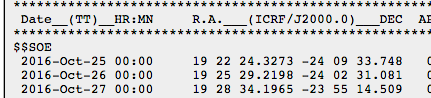 ********************************************************
Date__(TT)__HR:MN R.A.___(ICRF/J2000.0)___DEC
********************************************************
$$SOE
2016-Oct-25 00:00 19 22 24.3273 -24 09 33.748
2016-Oct-26 00:00 19 25 29.2198 -24 02 31.081
2016-Oct-27 00:00 19 28 34.1965 -23 55 14.509